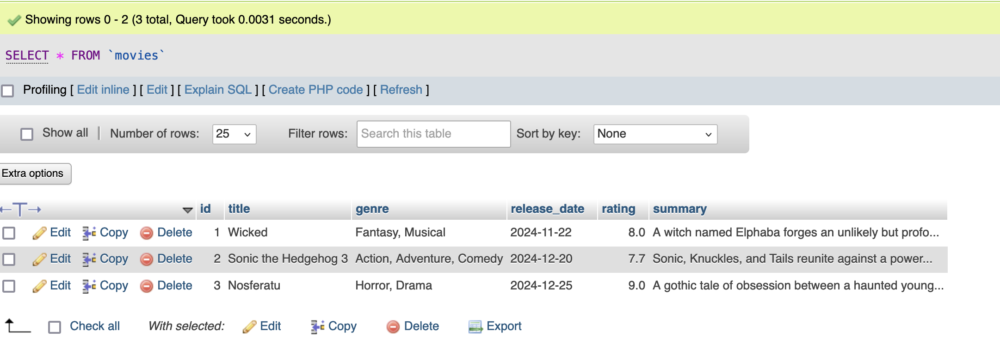 Showing rows 0 - 2 (3 total, Query took 0.0031 seconds.)
SELECT * FROM `movies`
Profiling [ Edit inline ] [ Edit ] [ Explain SQL ] [ Create PHP code ] [ Refresh ]
Show all | Number of rows: 25 Filter rows: Search this table Sort by key: None
Extra options
←T→ id title genre release_date rating summary
Edit Copy Delete 1 Wicked Fantasy, Musical 2024-11-22 8.0 A witch named Elphaba forges an unlikely but profo...
Edit Copy Delete 2 Sonic the Hedgehog 3 Action, Adventure, Comedy 2024-12-20 7.7 Sonic, Knuckles, and Tails reunite against a power...
Edit Copy Delete 3 Nosferatu Horror, Drama 2024-12-25 9.0 A gothic tale of obsession between a haunted young...
Check all With selected: Edit Copy Delete Export